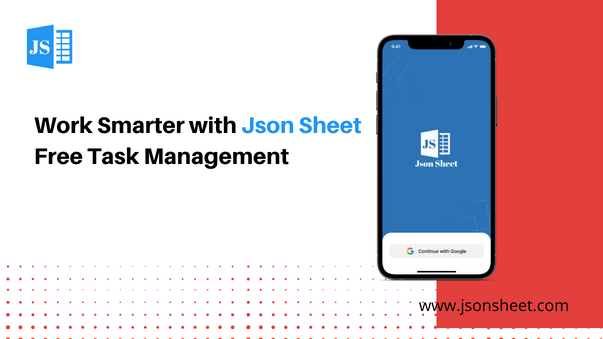 JS
Work Smarter with Json Sheet
Free Task Management
9:41
JS
Json Sheet
Continue with Google
www.jsonsheet.com